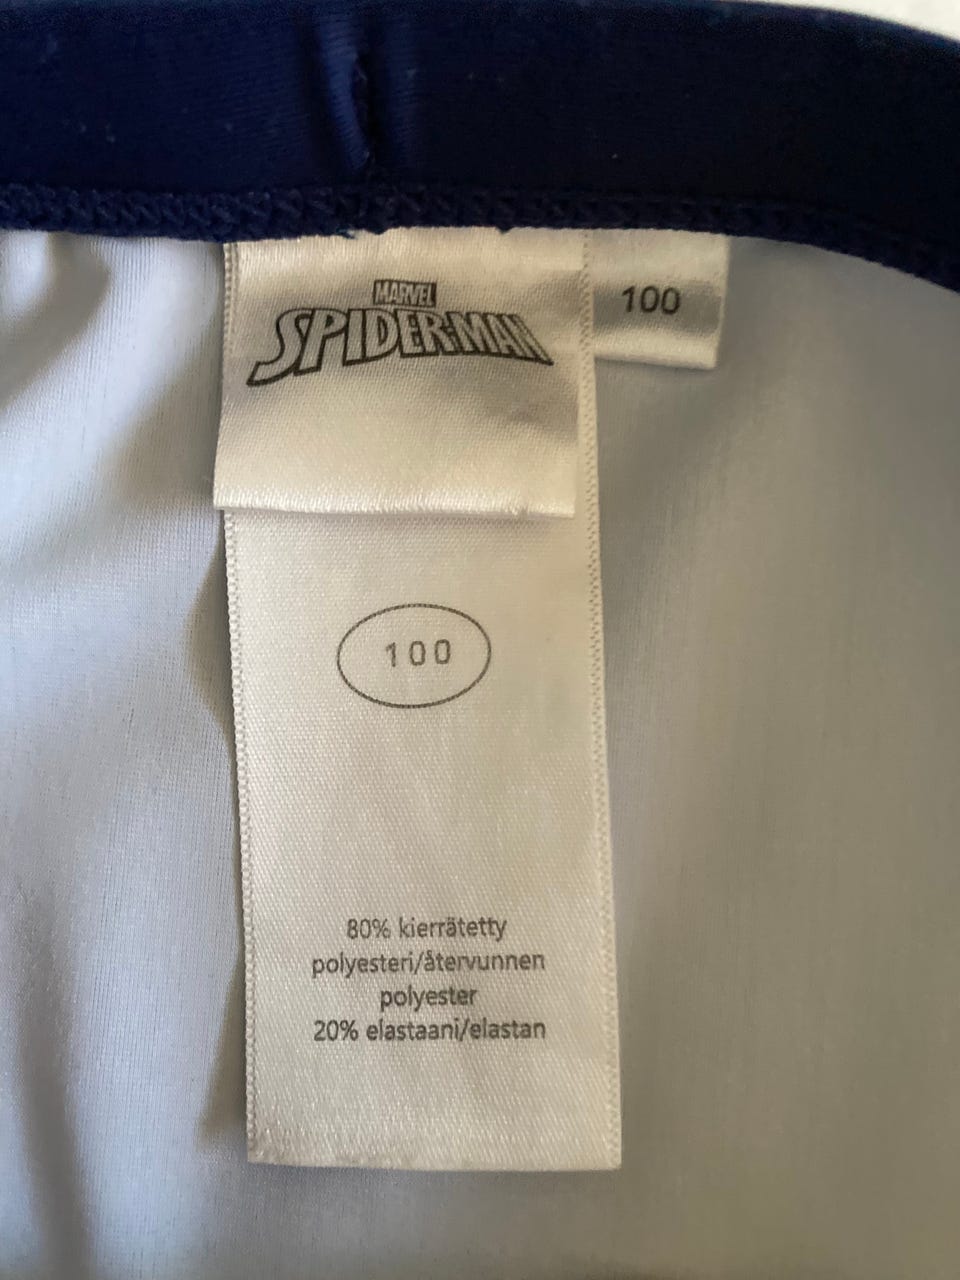 MARVEL
SPIDER-MAN
100
100
80% kierrätetty
polyesteri/återvunnen
polyester
20% elastaani/elastan